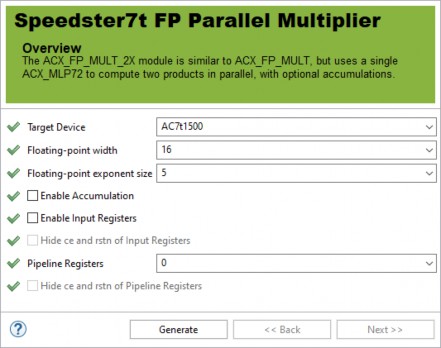 Speedster7t FP Parallel Multiplier
Overview
The ACX_FP_MULT_2X module is similar to ACX_FP_MULT, but uses a single
ACX_MLP72 to compute two products in parallel, with optional accumulations.
Target Device AC7t1500
Floating-point width 16
Floating-point exponent size 5
Enable Accumulation
Enable Input Registers
Hide ce and rstn of Input Registers
Pipeline Registers 0
Hide ce and rstn of Pipeline Registers
? Generate << Back Next >>